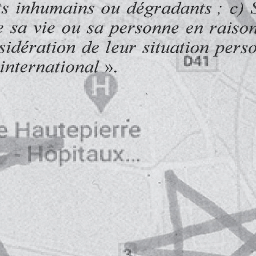 ts inhumains ou dégradants ; c) S
e sa vie ou sa personne en raison
sidération de leur situation perso
international ».
D41
H
e Hautepierre
- Hôpitaux...
3